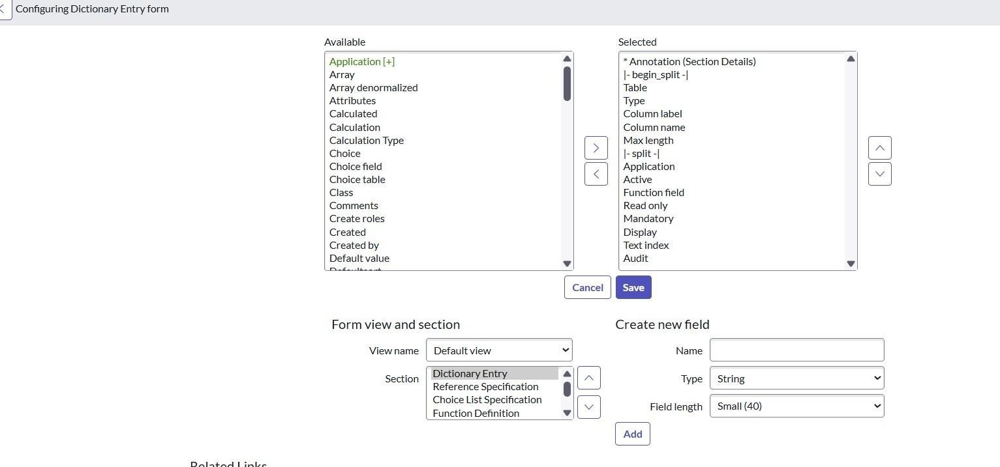 Configuring Dictionary Entry form
Available
Application [+]
Array
Array denormalized
Attributes
Calculated
Calculation
Calculation Type
Choice
Choice field
Choice table
Class
Comments
Create roles
Created
Created by
Default value
Selected
* Annotation (Section Details)
|- begin_split -|
Table
Type
Column label
Column name
Max length
|- split -|
Application
Active
Function field
Read only
Mandatory
Display
Text index
Audit
Cancel
Save
Form view and section
View name
Default view
Section
Dictionary Entry
Reference Specification
Choice List Specification
Function Definition
Create new field
Name
Type
String
Field length
Small (40)
Add
Related Links